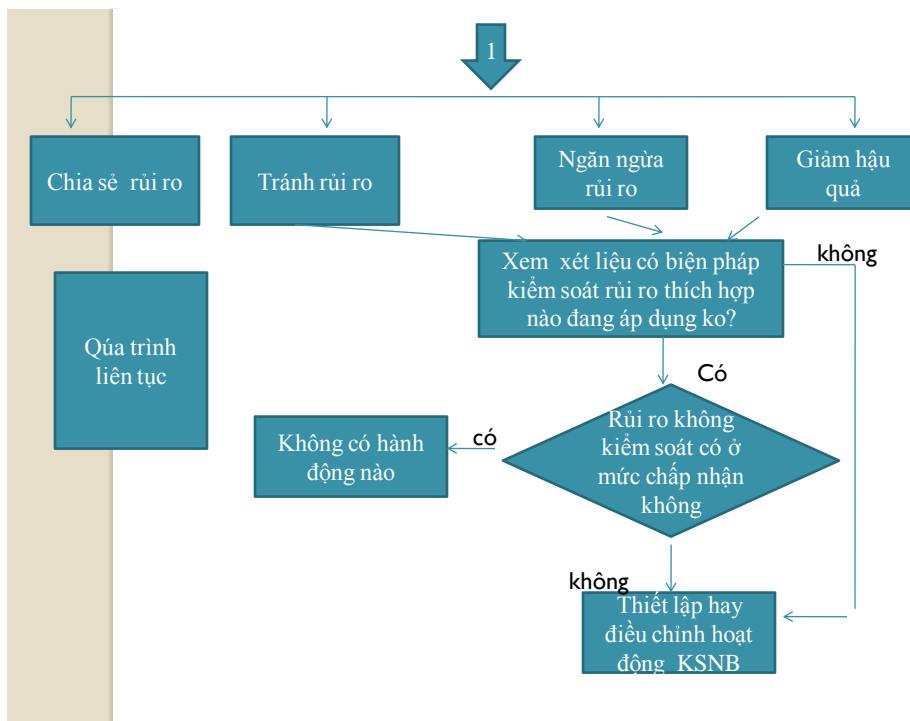 1
Chia sẻ rủi ro
Tránh rủi ro
Ngăn ngừa
rủi ro
Giảm hậu
quả
Xem xét liệu có biện pháp
kiểm soát rủi ro thích hợp
nào đang áp dụng ko?
không
Qúa trình
liên tục
Có
Rủi ro không
kiểm soát có ở
mức chấp nhận
không
có
Không có hành
động nào
không
Thiết lập hay
điều chỉnh hoạt
động KSNB